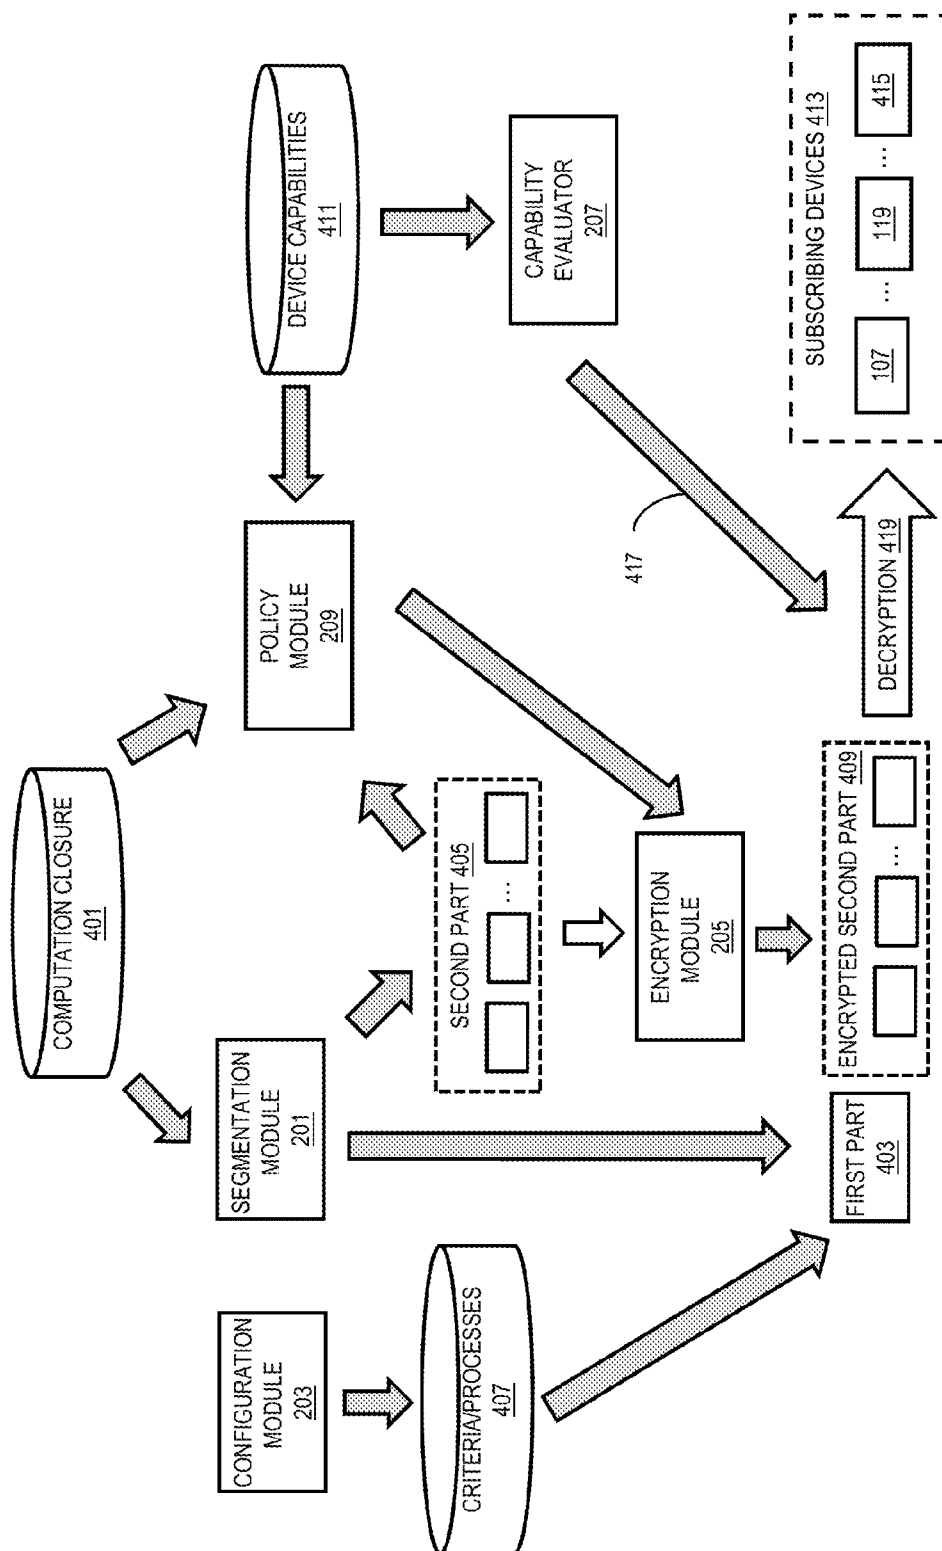 COMPUTATION CLOSURE
401
CONFIGURATION
MODULE
203
SEGMENTATION
MODULE
201
POLICY
MODULE
209
DEVICE CAPABILITIES
411
CRITERIA/PROCESSES
407
SECOND PART 405
...
CAPABILITY
EVALUATOR
207
ENCRYPTION
MODULE
205
417
FIRST PART
403
ENCRYPTED SECOND PART 409
...
DECRYPTION 419
SUBSCRIBING DEVICES 413
107
...
119
...
415